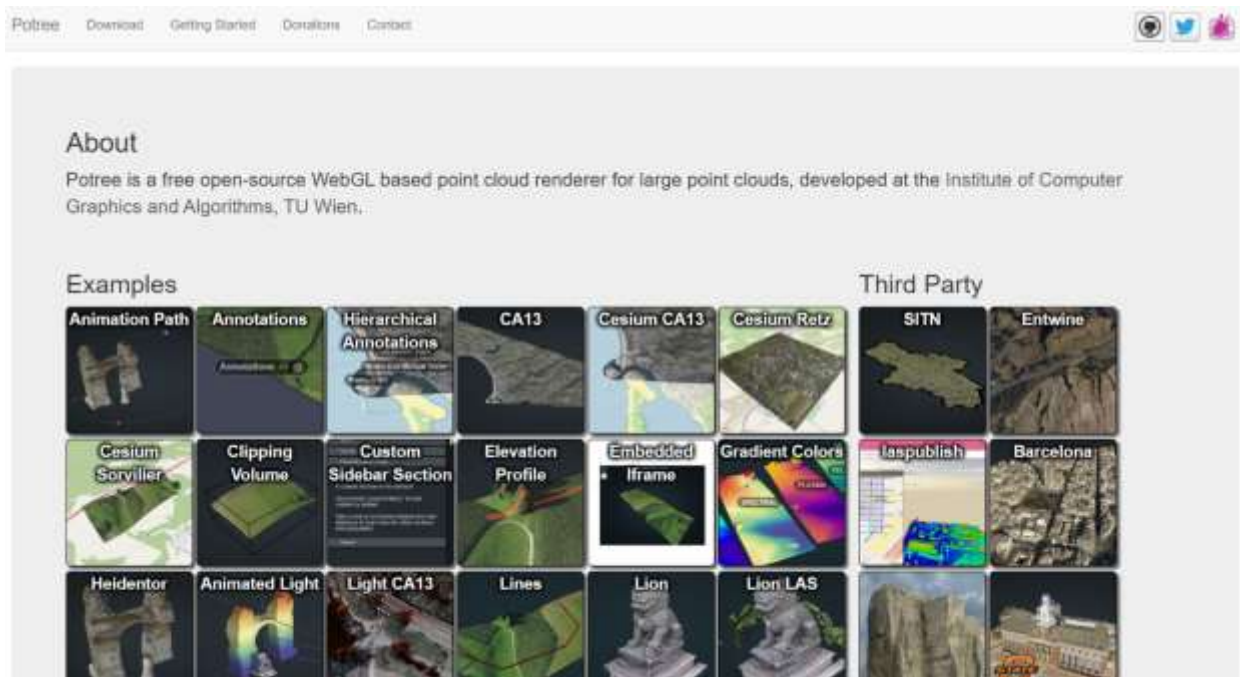 Potree Download Getting Started Donations Contact
About
Potree is a free open-source WebGL based point cloud renderer for large point clouds, developed at the Institute of Computer
Graphics and Algorithms, TU Wien.
Examples
Third Party
Animation Path
Annotations
Annotations
Hierarchical
Annotations
CA13
Cesium CA13
Cesium Retz
SITN
Entwine
Cesium
Sorvilier
Clipping
Volume
Custom
Sidebar Section
Elevation
Profile
Embedded
Iframe
Gradient Colors
laspublish
Barcelona
Heidentor
Animated Light
Light CA13
Lines
Lion
Lion LAS